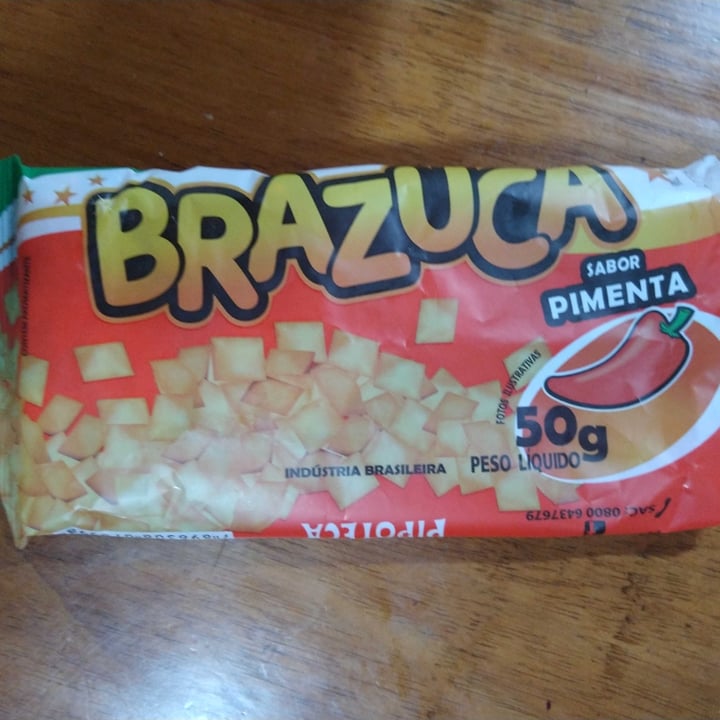 BRAZUCA
SABOR
PIMENTA
FOTOS ILUSTRATIVAS
50g
PESO LÍQUIDO
INDÚSTRIA BRASILEIRA
SAC: 0800 6437679
PIPOTECA